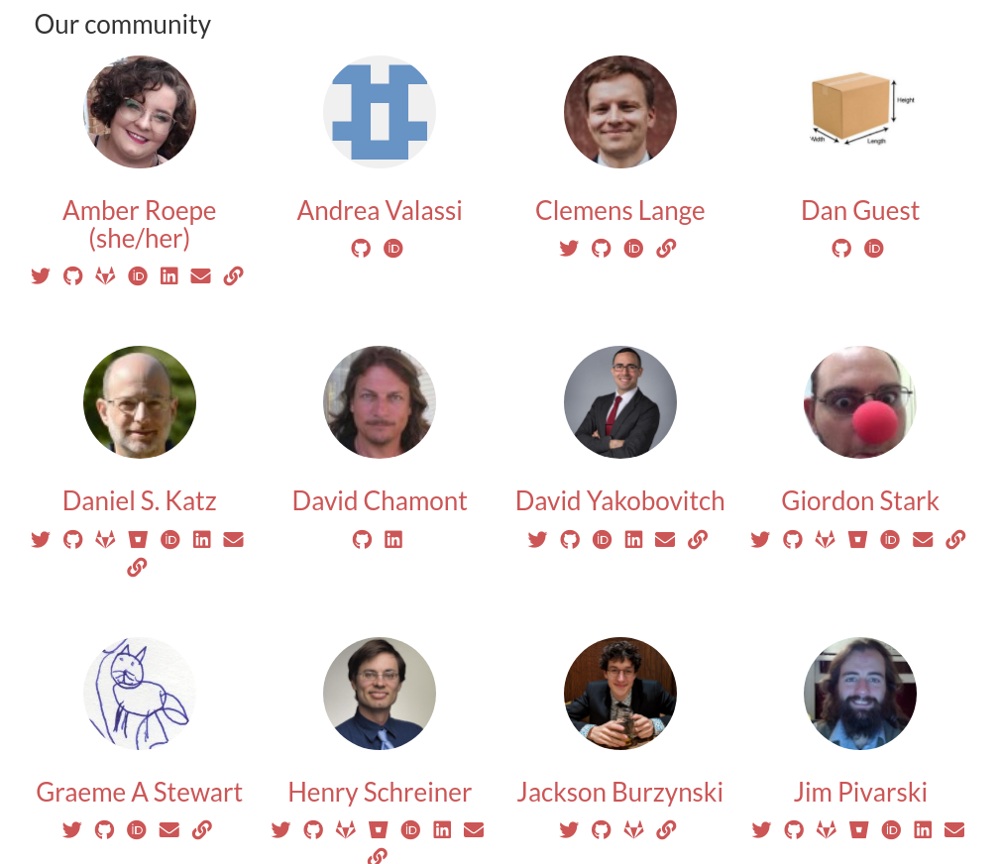 Our community
Height
Width
Length
Amber Roepe
(she/her)
Andrea Valassi
Clemens Lange
Dan Guest
Daniel S. Katz
David Chamont
David Yakobovitch
Giordon Stark
Graeme A Stewart
Henry Schreiner
Jackson Burzynski
Jim Pivarski